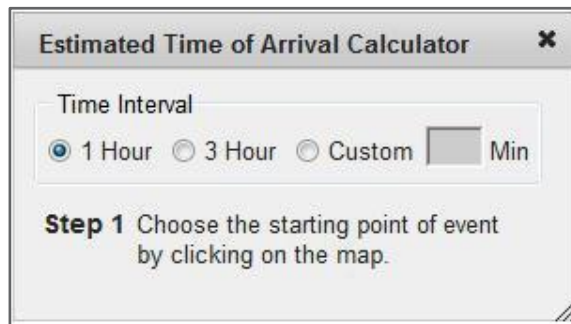 Estimated Time of Arrival Calculator
Time Interval
1 Hour 3 Hour Custom Min
Step 1 Choose the starting point of event
by clicking on the map.